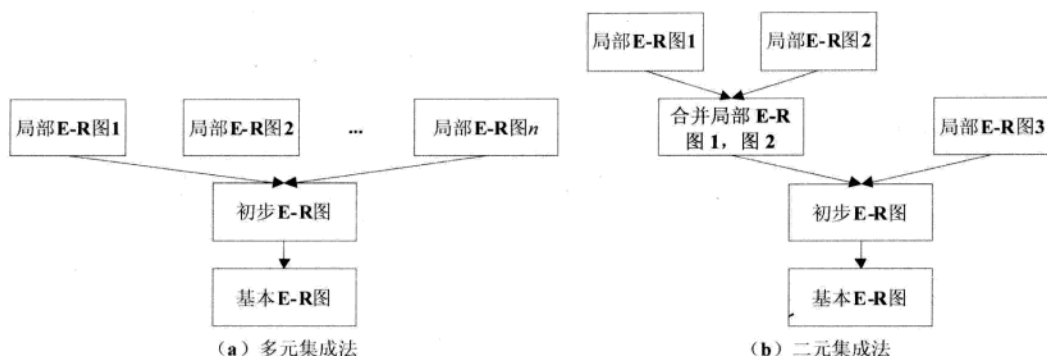 局部E-R图1
局部E-R图2
...
局部E-R图n
初步E-R图
基本E-R图
(a) 多元集成法
局部E-R图1
局部E-R图2
合并局部 E-R
图 1，图 2
局部E-R图3
初步E-R图
基本E-R图
(b) 二元集成法